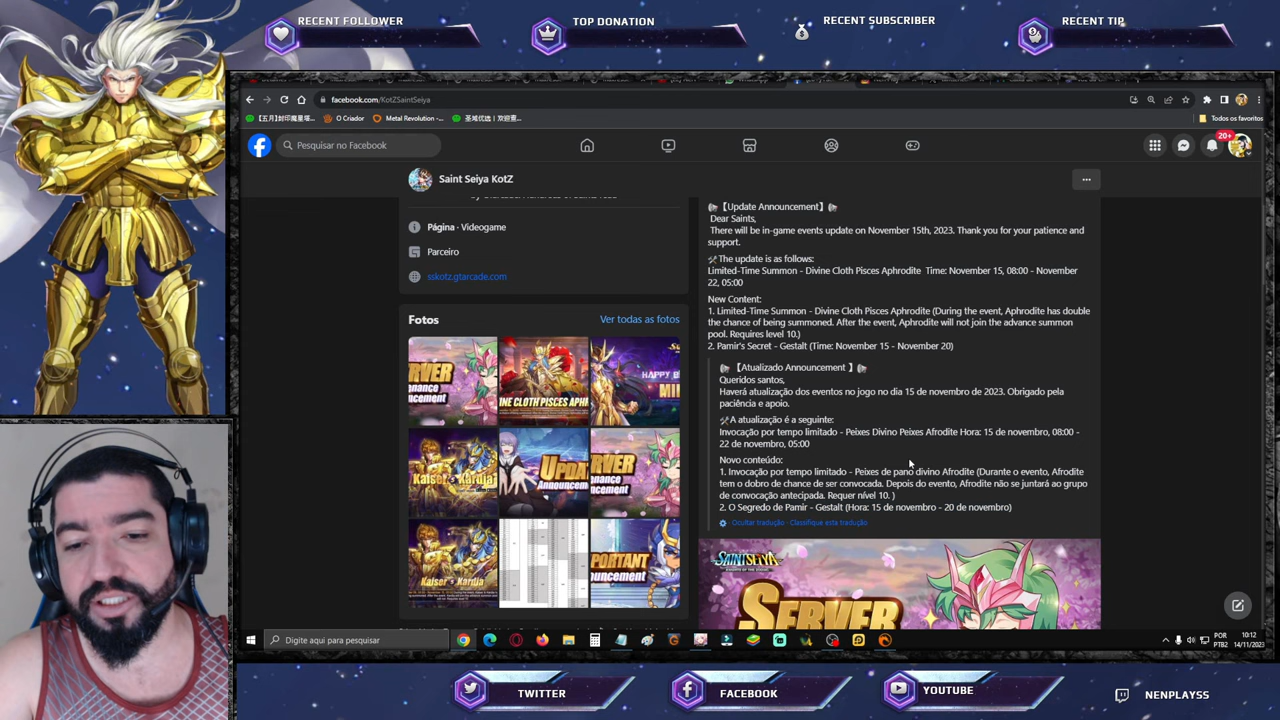 RECENT FOLLOWER
TOP DONATION
RECENT SUBSCRIBER
RECENT TIP
facebook.com/KotZSaintSeiya
【五月】封印魔星塔...
O Criador
Metal Revolution -...
Todos os favoritos
Pesquisar no Facebook
20+
Saint Seiya KotZ
Página · Videogame
Parceiro
sskotz.gtarcade.com
Fotos
Ver todas as fotos
【Update Announcement】
Dear Saints,
There will be in-game events update on November 15th, 2023. Thank you for your patience and
support.
The update is as follows:
Limited-Time Summon - Divine Cloth Pisces Aphrodite Time: November 15, 08:00 - November
22, 05:00
New Content:
1. Limited-Time Summon - Divine Cloth Pisces Aphrodite (During the event, Aphrodite has double
the chance of being summoned. After the event, Aphrodite will not join the advance summon
pool. Requires level 10.)
2. Pamir's Secret - Gestalt (Time: November 15 - November 20)
【Atualizado Announcement 】
Queridos santos,
Haverá atualização dos eventos no jogo no dia 15 de novembro de 2023. Obrigado pela
paciência e apoio.
A atualização é a seguinte:
Invocação por tempo limitado - Peixes Divino Peixes Afrodite Hora: 15 de novembro, 08:00 -
22 de novembro, 05:00
Novo conteúdo:
1. Invocação por tempo limitado - Peixes de pano divino Afrodite (Durante o evento, Afrodite
tem o dobro de chance de ser convocada. Depois do evento, Afrodite não se juntará ao grupo
de convocação antecipada. Requer nível 10. )
2. O Segredo de Pamir - Gestalt (Hora: 15 de novembro - 20 de novembro)
Ocultar tradução · Classifique esta tradução
SAINT SEIYA
SERVER
Digite aqui para pesquisar
POR
PTB2
10:12
14/11/2023
TWITTER
FACEBOOK
YOUTUBE
NENPLAYSS